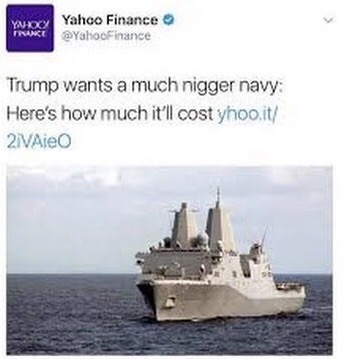 YAHOO!
FINANCE
Yahoo Finance
@YahooFinance
Trump wants a much nigger navy:
Here's how much it'll cost yhoo.it/
2iVAieO